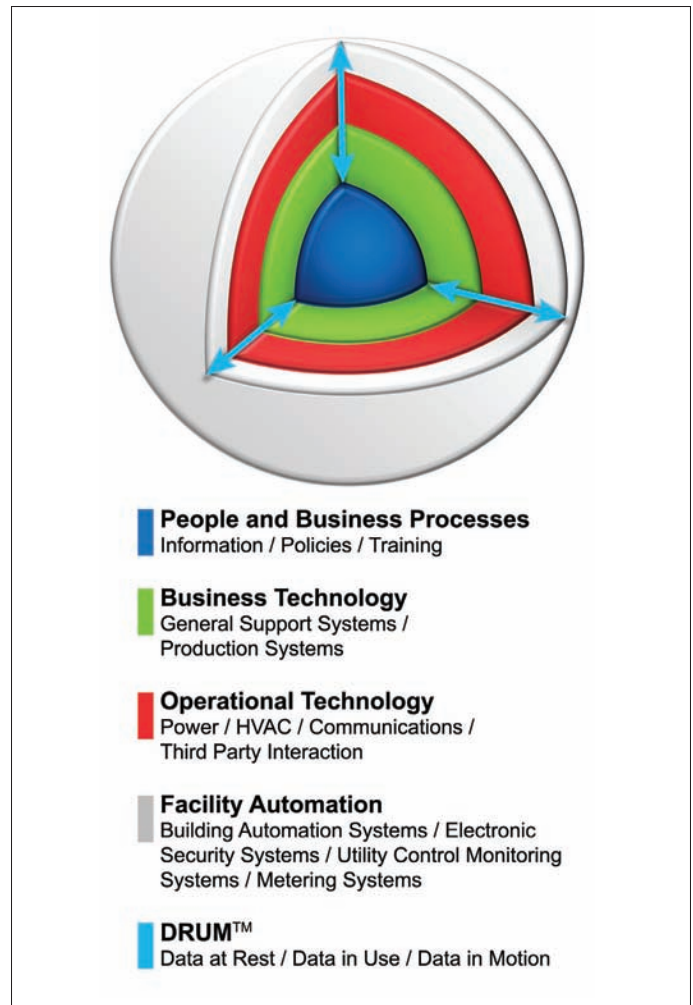 People and Business Processes
Information / Policies / Training
Business Technology
General Support Systems /
Production Systems
Operational Technology
Power / HVAC / Communications /
Third Party Interaction
Facility Automation
Building Automation Systems / Electronic
Security Systems / Utility Control Monitoring
Systems / Metering Systems
DRUM™
Data at Rest / Data in Use / Data in Motion